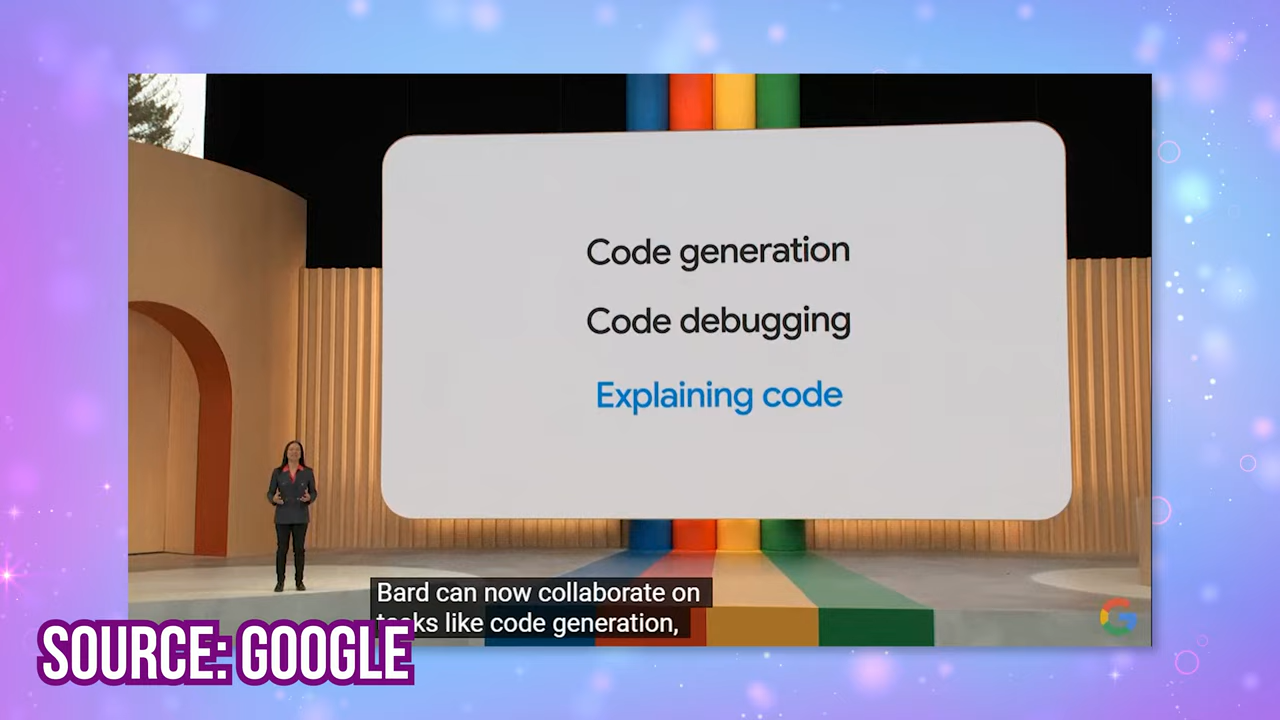 Code generation
Code debugging
Explaining code
Bard can now collaborate on
tasks like code generation,
SOURCE: GOOGLE